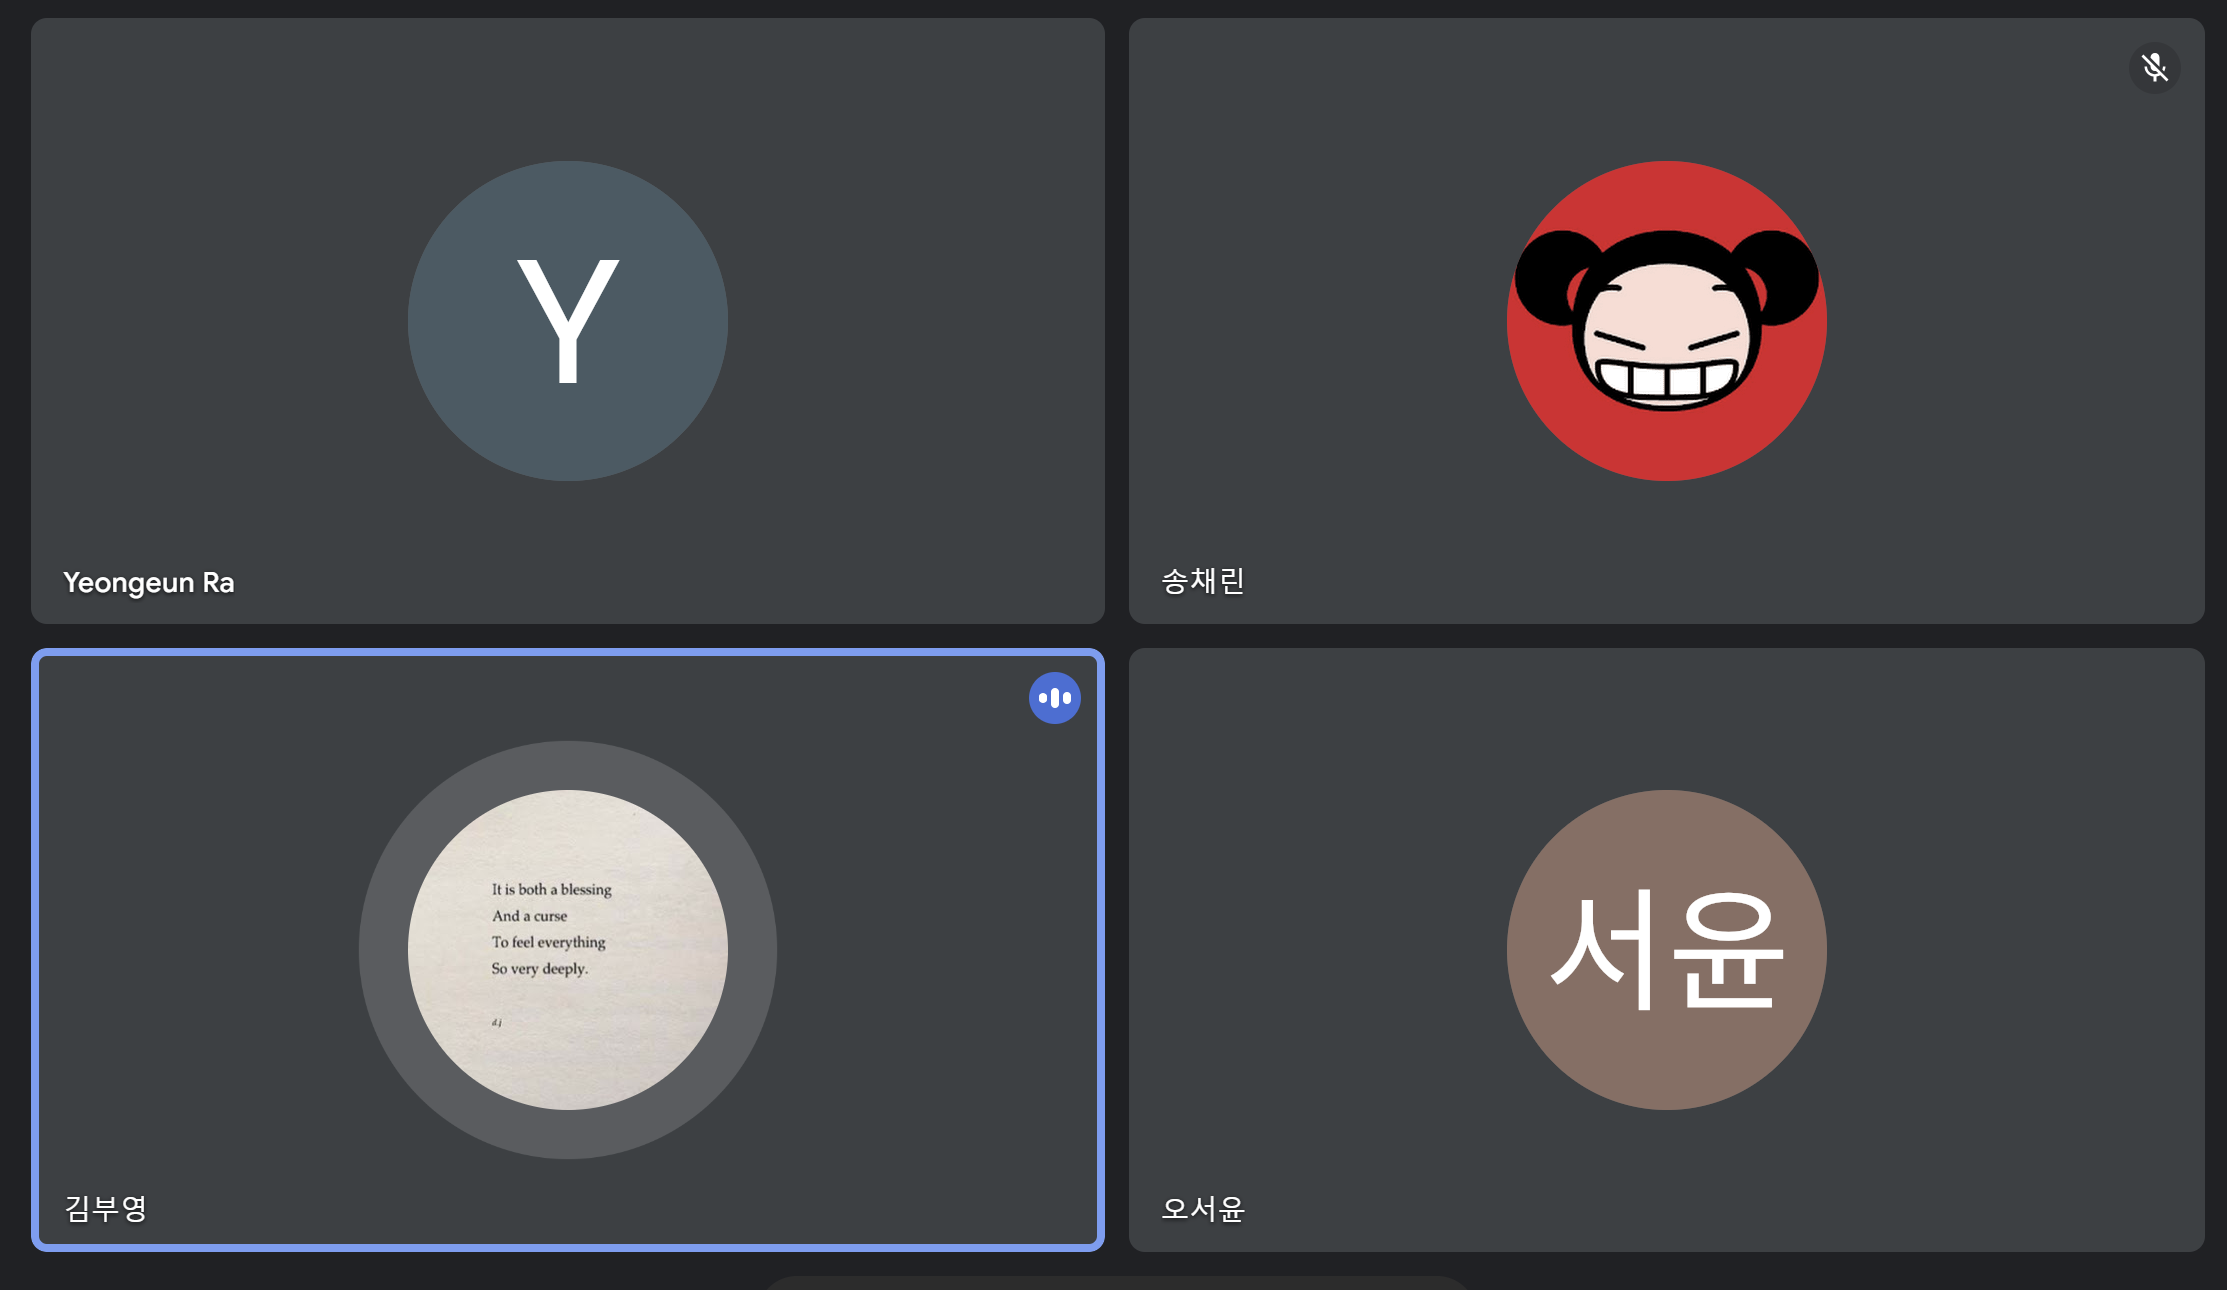 Y
Yeongeun Ra
송채린
It is both a blessing
And a curse
To feel everything
So very deeply.
d.j
김부영
서윤
오서윤